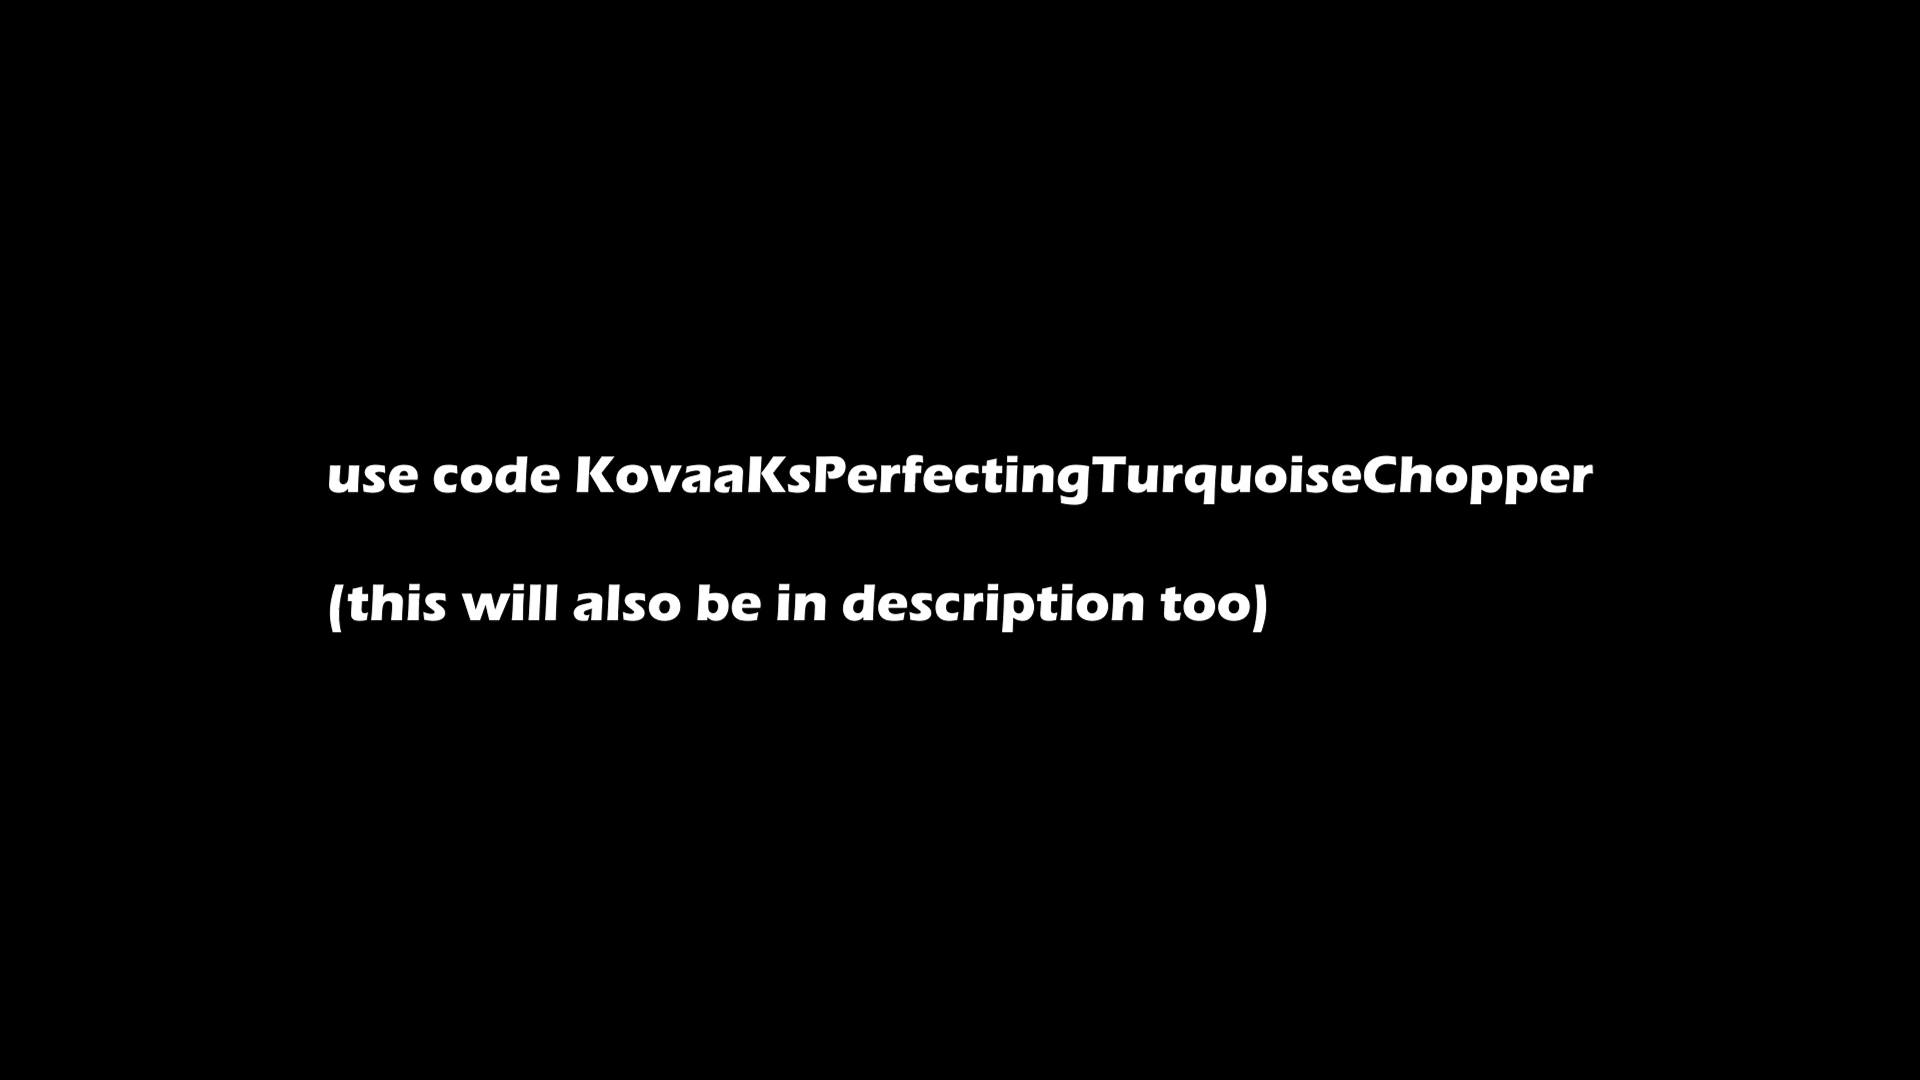 use code KovaaKsPerfectingTurquoiseChopper
(this will also be in description too)